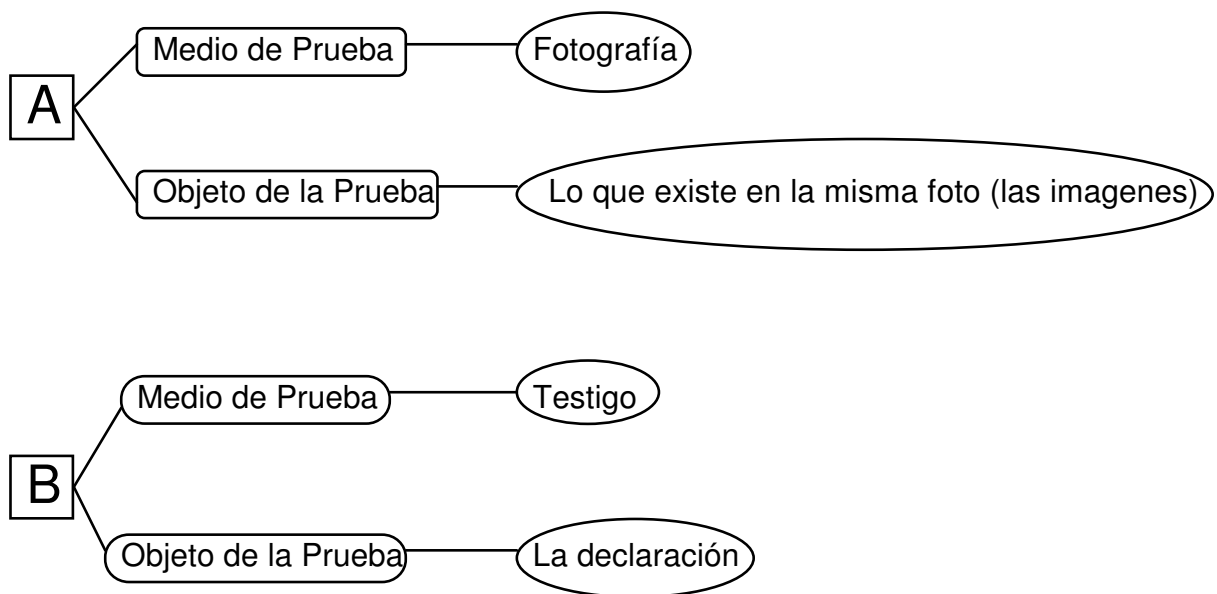 Medio de Prueba
Fotografía
A
Objeto de la Prueba
Lo que existe en la misma foto (las imagenes)
Medio de Prueba
Testigo
B
Objeto de la Prueba
La declaración